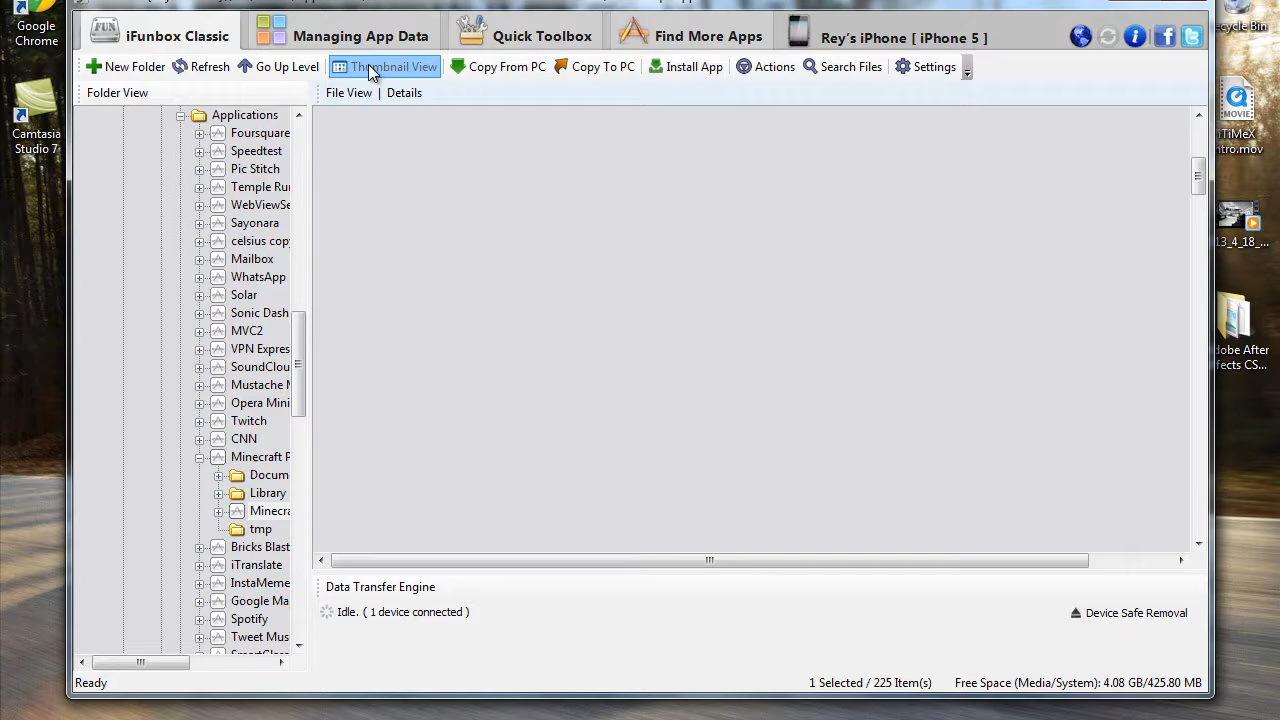 Google
Chrome
Camtasia
Studio 7
FUN
iFunbox Classic
Managing App Data
Quick Toolbox
Find More Apps
Rey's iPhone [ iPhone 5 ]
New Folder
Refresh
Go Up Level
Thumbnail View
Copy From PC
Copy To PC
Install App
Actions
Search Files
Settings
Folder View
File View | Details
Applications
Foursquare
Speedtest
Pic Stitch
Temple Ru
WebViewSe
Sayonara
celsius cop
Mailbox
WhatsApp
Solar
Sonic Dash
MVC2
VPN Expres
SoundClou
Mustache
Opera Mini
Twitch
CNN
Minecraft P
Docum
Library
Minecra
tmp
Bricks Blast
iTranslate
InstaMeme
Google Ma
Spotify
Tweet Mus
Data Transfer Engine
Idle. ( 1 device connected )
Device Safe Removal
Ready
1 Selected / 225 Item(s)
Free Space (Media/System): 4.08 GB/425.80 MB
ecycle Bin
MOVIE
iTiMeX
ntro.mov
13_4_18_...
dobe After
ffects CS...